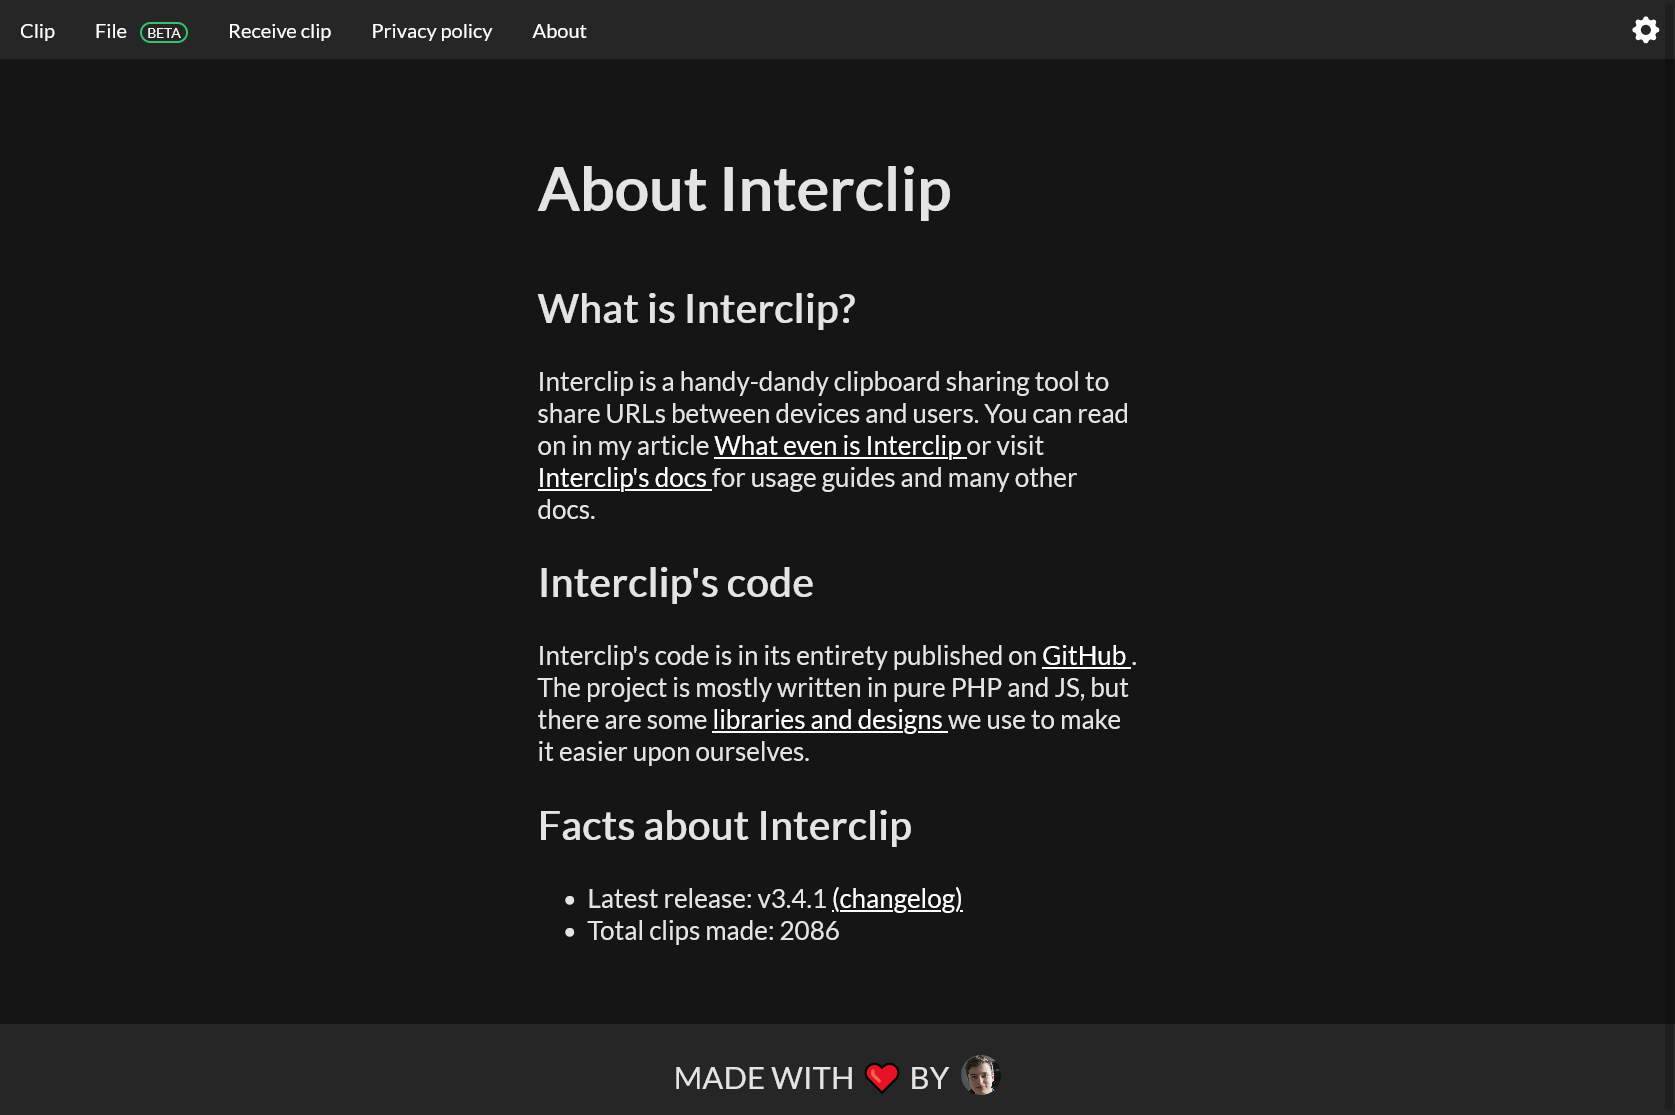 Clip File BETA Receive clip Privacy policy About
About Interclip
What is Interclip?
Interclip is a handy-dandy clipboard sharing tool to
share URLs between devices and users. You can read
on in my article What even is Interclip or visit
Interclip's docs for usage guides and many other
docs.
Interclip's code
Interclip's code is in its entirety published on GitHub .
The project is mostly written in pure PHP and JS, but
there are some libraries and designs we use to make
it easier upon ourselves.
Facts about Interclip
• Latest release: v3.4.1 (changelog)
• Total clips made: 2086
MADE WITH ❤ BY